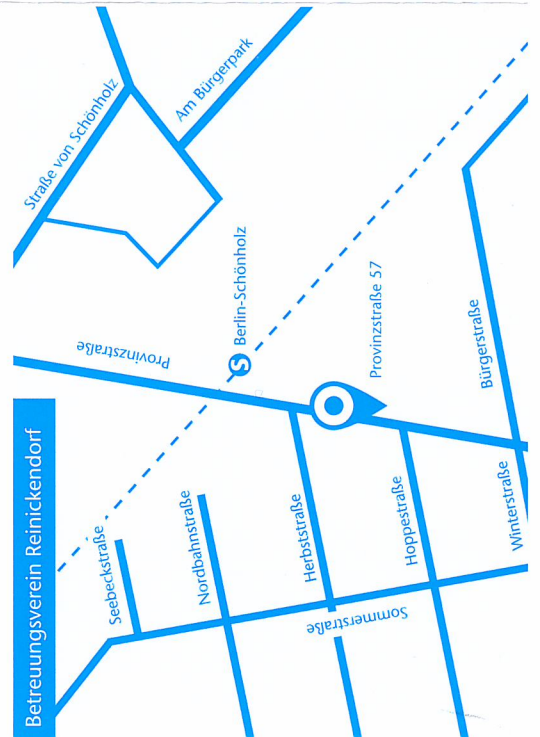 Betreuungsverein Reinickendorf
Straße von Schönholz
Am Bürgerpark
Provinzstraße
S Berlin-Schönholz
Provinzstraße 57
Seebeckstraße
Nordbahnstraße
Herbststraße
Hoppestraße
Sommerstraße
Bürgerstraße
Winterstraße